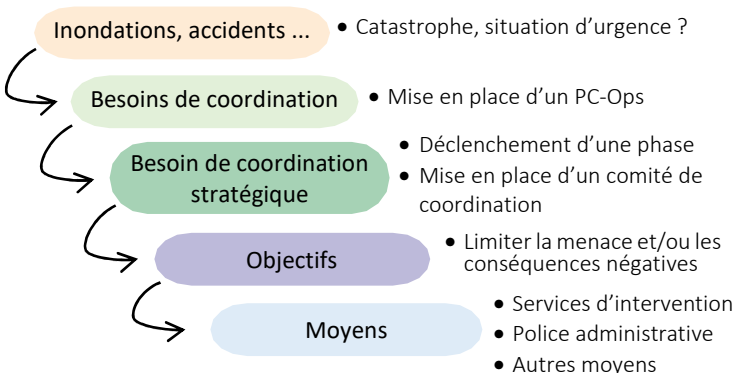 Inondations, accidents ...
• Catastrophe, situation d'urgence ?
Besoins de coordination
• Mise en place d'un PC-Ops
Besoin de coordination
stratégique
• Déclenchement d'une phase
• Mise en place d'un comité de
coordination
Objectifs
• Limiter la menace et/ou les
conséquences négatives
Moyens
• Services d'intervention
• Police administrative
• Autres moyens